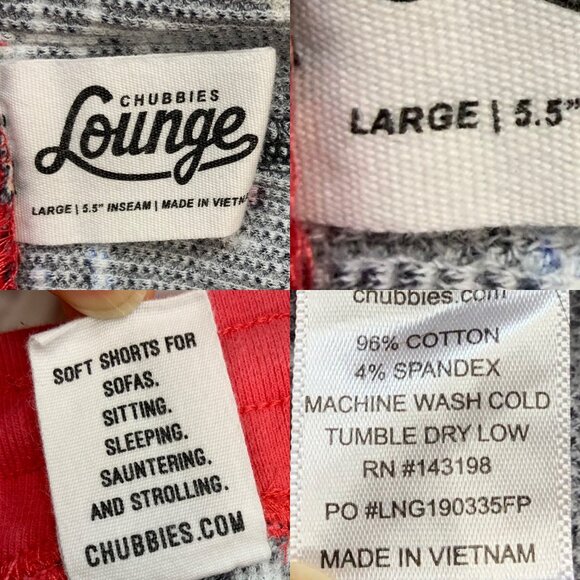 CHUBBIES
Lounge
LARGE | 5.5" INSEAM | MADE IN VIETN
LARGE | 5.5"
SOFT SHORTS FOR
SOFAS.
SITTING.
SLEEPING.
SAUNTERING.
AND STROLLING.
CHUBBIES.COM
chubbies.com
96% COTTON
4% SPANDEX
MACHINE WASH COLD
TUMBLE DRY LOW
RN #143198
PO #LNG190335FP
MADE IN VIETNAM